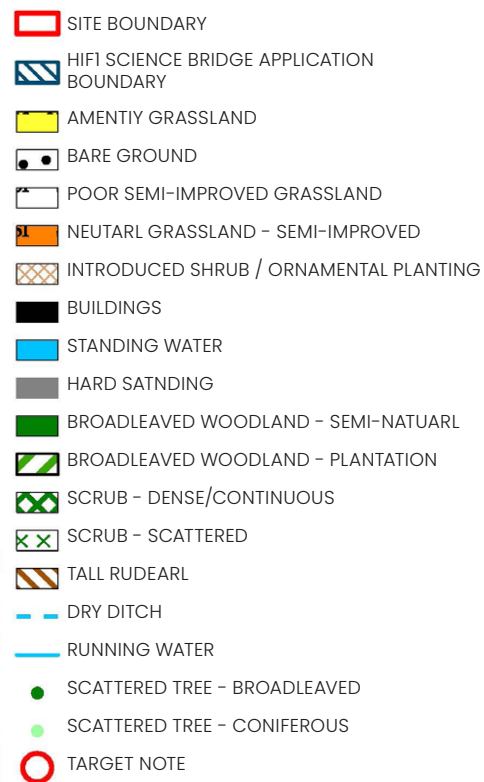 SITE BOUNDARY
HIF1 SCIENCE BRIDGE APPLICATION
BOUNDARY
AMENTIY GRASSLAND
BARE GROUND
POOR SEMI-IMPROVED GRASSLAND
SI
NEUTARL GRASSLAND - SEMI-IMPROVED
INTRODUCED SHRUB / ORNAMENTAL PLANTING
BUILDINGS
STANDING WATER
HARD SATNDING
BROADLEAVED WOODLAND - SEMI-NATUARL
BROADLEAVED WOODLAND - PLANTATION
SCRUB - DENSE/CONTINUOUS
SCRUB - SCATTERED
TALL RUDEARL
DRY DITCH
RUNNING WATER
SCATTERED TREE - BROADLEAVED
SCATTERED TREE - CONIFEROUS
TARGET NOTE